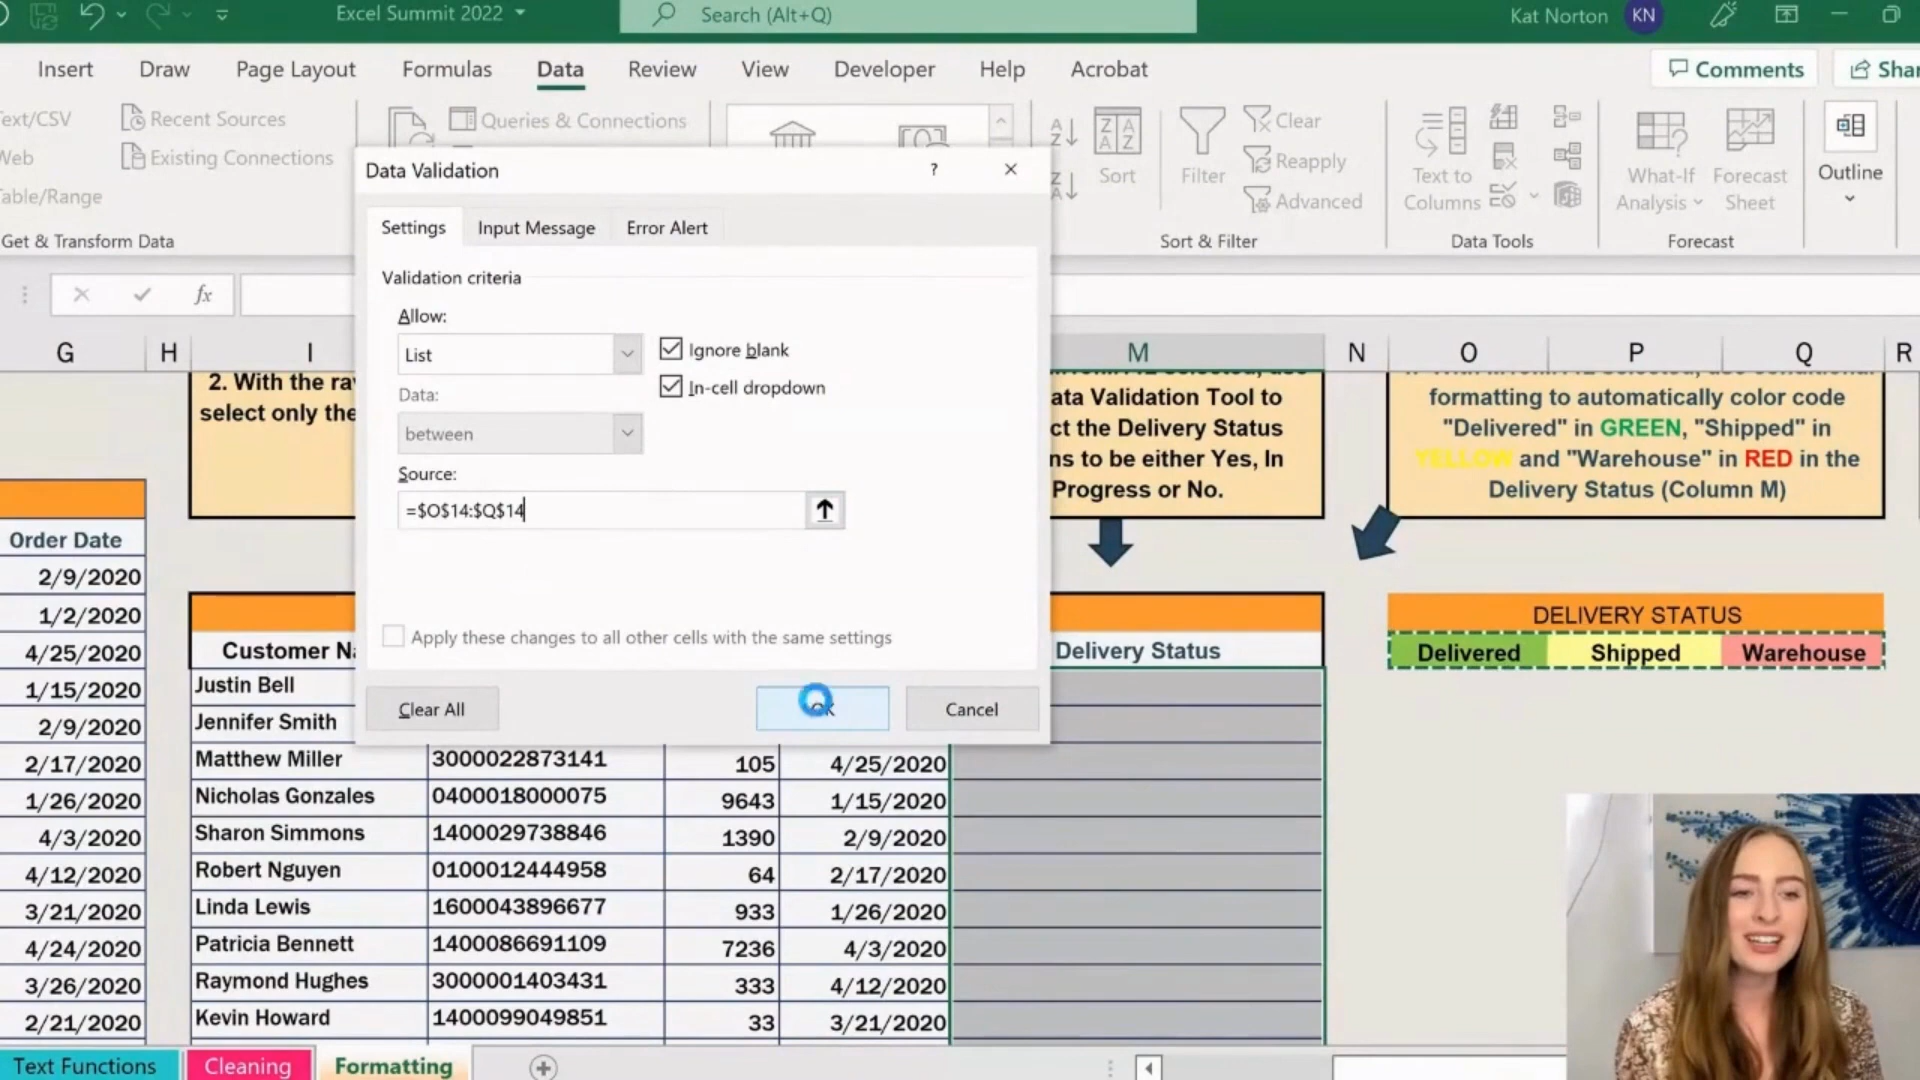 Excel Summit 2022
Search (Alt+Q)
Kat Norton
KN
Insert
Draw
Page Layout
Formulas
Data
Review
View
Developer
Help
Acrobat
Comments
Recent Sources
Existing Connections
Get & Transform Data
Queries & Connections
Sort
Filter
Clear
Reapply
Advanced
Sort & Filter
Text to
Columns
Data Tools
What-If
Analysis
Forecast
Sheet
Forecast
Outline
fx
Data Validation
?
Settings
Input Message
Error Alert
Validation criteria
Allow:
List
Ignore blank
In-cell dropdown
Data:
between
Source:
=$O$14:$Q$14
Apply these changes to all other cells with the same settings
Clear All
OK
Cancel
G
H
I
M
N
O
P
Q
R
2. With the
select only the
ata Validation Tool to
ct the Delivery Status
ns to be either Yes, In
Progress or No.
formatting to automatically color code
"Delivered" in GREEN, "Shipped" in
YELLOW and "Warehouse" in RED in the
Delivery Status (Column M)
DELIVERY STATUS
Delivered Shipped Warehouse
Order Date
2/9/2020
1/2/2020
4/25/2020
1/15/2020
2/9/2020
2/17/2020
1/26/2020
4/3/2020
4/12/2020
3/21/2020
4/24/2020
3/26/2020
2/21/2020
Customer Na
Delivery Status
Justin Bell
Jennifer Smith
Matthew Miller 3000022873141 105 4/25/2020
Nicholas Gonzales 0400018000075 9643 1/15/2020
Sharon Simmons 1400029738846 1390 2/9/2020
Robert Nguyen 0100012444958 64 2/17/2020
Linda Lewis 1600043896677 933 1/26/2020
Patricia Bennett 1400086691109 7236 4/3/2020
Raymond Hughes 3000001403431 333 4/12/2020
Kevin Howard 1400099049851 33 3/21/2020
Text Functions
Cleaning
Formatting